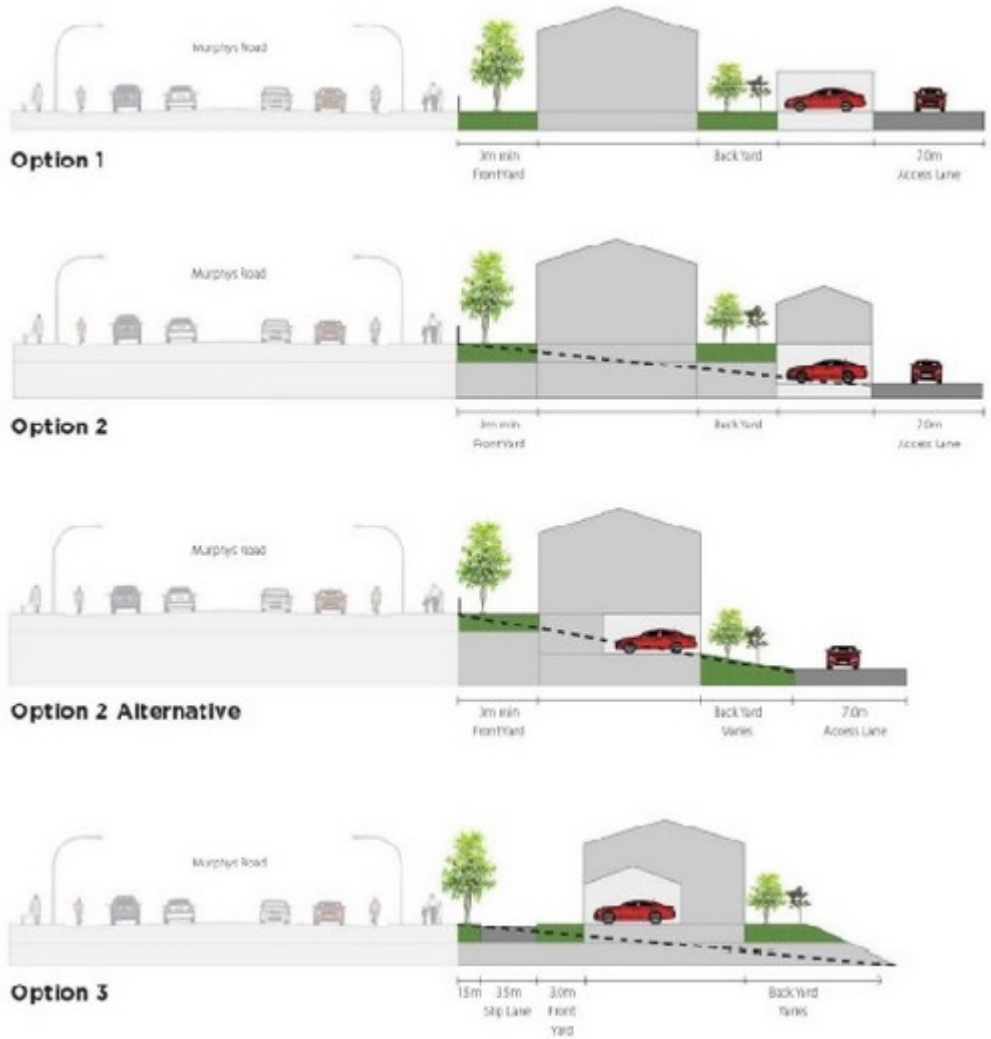 Murphys Road
Option 1
3m min
Front Yard
Back Yard
7.0m
Access Lane
Murphys Road
Option 2
3m min
Front Yard
Back Yard
7.0m
Access Lane
Murphys Road
Option 2 Alternative
3m min
Front Yard
Back Yard
Varies
7.0m
Access Lane
Murphys Road
Option 3
1.5m
3.5m
Slip Lane
3.0m
Front
Yard
Back Yard
Varies